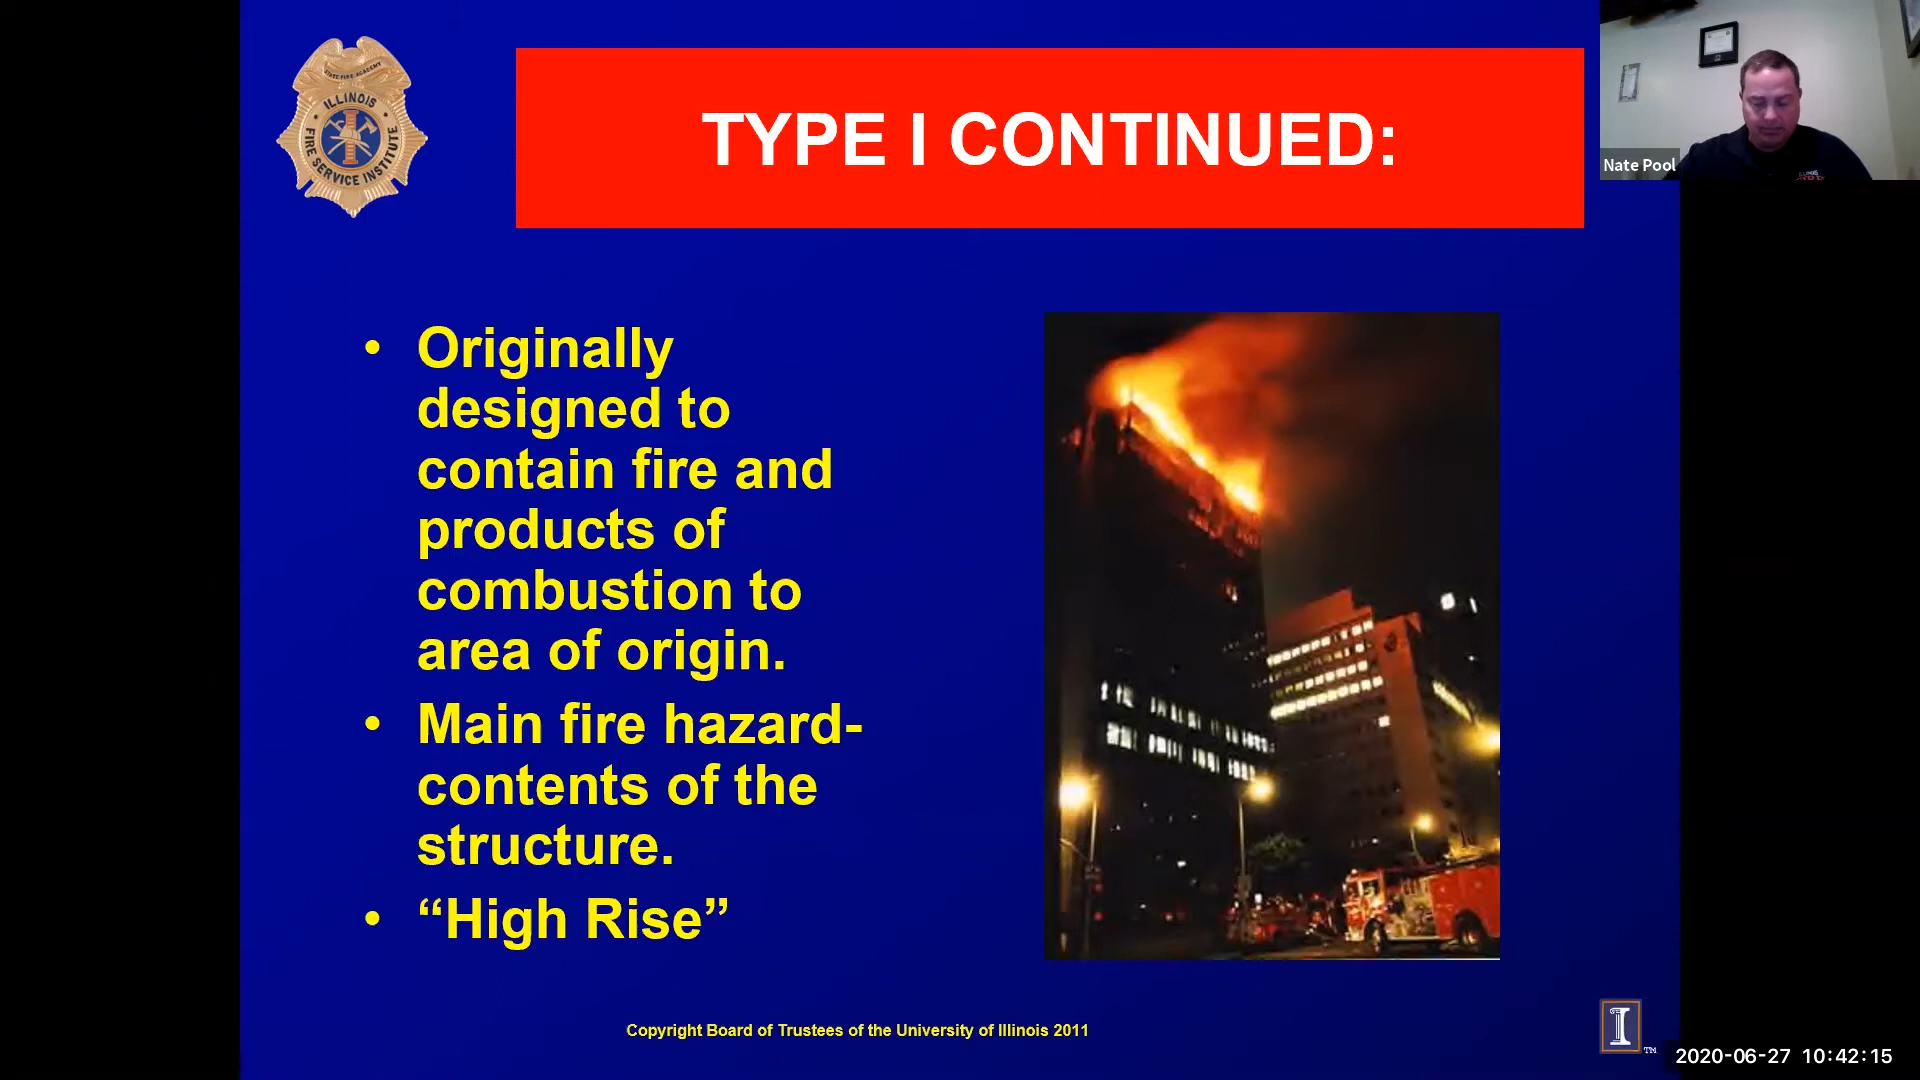 STATE FIRE ACADEMY
ILLINOIS
FIRE SERVICE INSTITUTE
TYPE I CONTINUED:
Nate Pool
• Originally
designed to
contain fire and
products of
combustion to
area of origin.
• Main fire hazard-
contents of the
structure.
• “High Rise”
Copyright Board of Trustees of the University of Illinois 2011
I
TM
2020-06-27 10:42:15